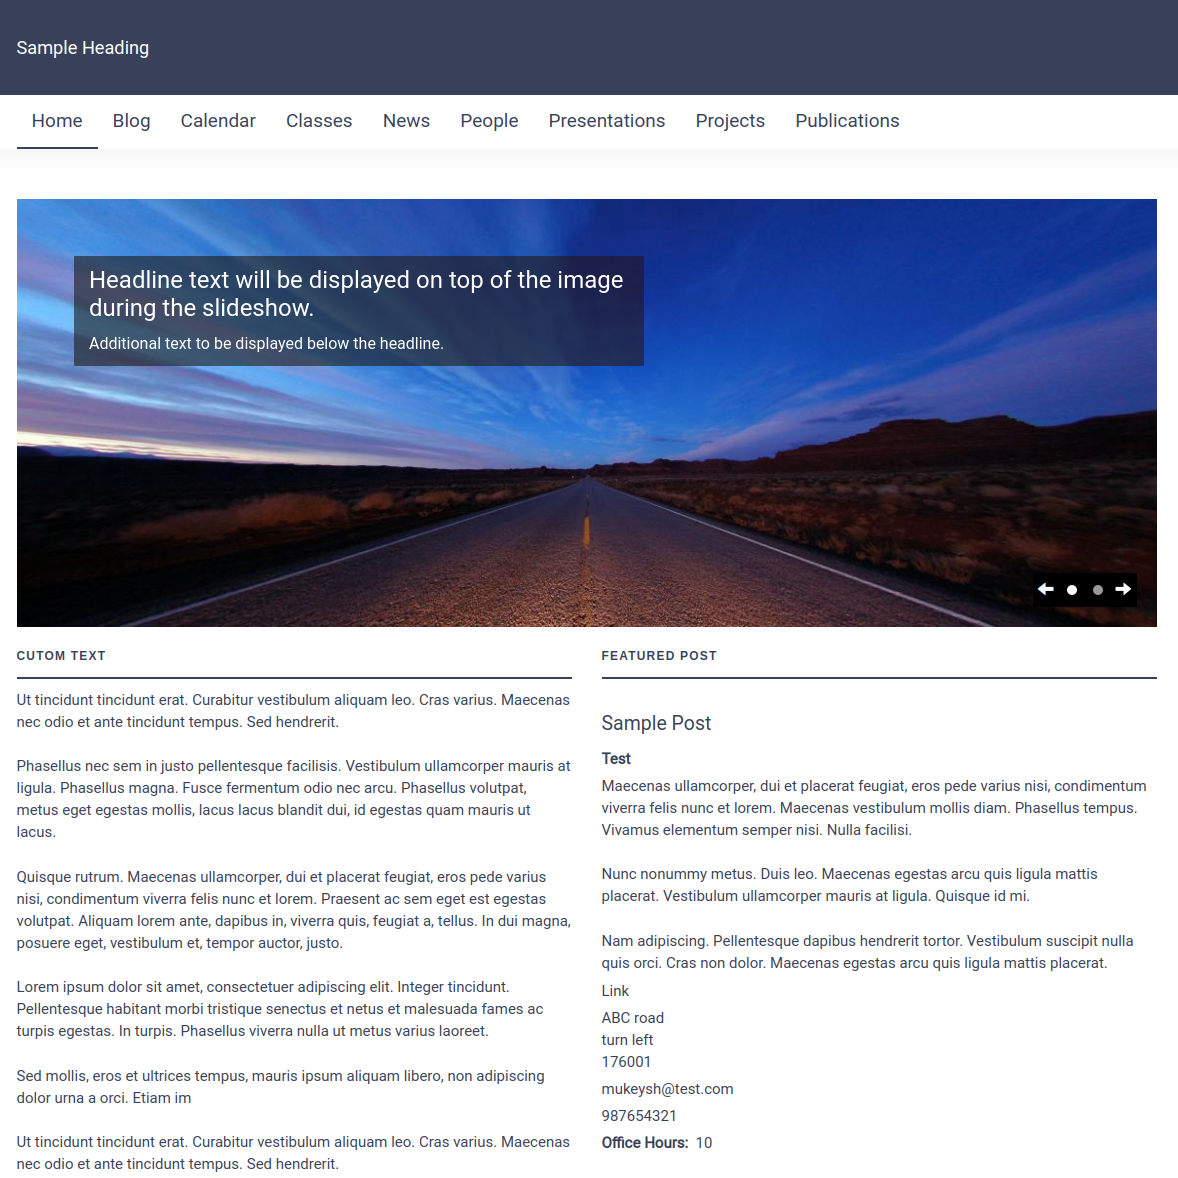 Sample Heading
Home Blog Calendar Classes News People Presentations Projects Publications
Headline text will be displayed on top of the image
during the slideshow.
Additional text to be displayed below the headline.
CUTOM TEXT
Ut tincidunt tincidunt erat. Curabitur vestibulum aliquam leo. Cras varius. Maecenas
nec odio et ante tincidunt tempus. Sed hendrerit.
Phasellus nec sem in justo pellentesque facilisis. Vestibulum ullamcorper mauris at
ligula. Phasellus magna. Fusce fermentum odio nec arcu. Phasellus volutpat,
metus eget egestas mollis, lacus lacus blandit dui, id egestas quam mauris ut
lacus.
Quisque rutrum. Maecenas ullamcorper, dui et placerat feugiat, eros pede varius
nisi, condimentum viverra felis nunc et lorem. Praesent ac sem eget est egestas
volutpat. Aliquam lorem ante, dapibus in, viverra quis, feugiat a, tellus. In dui magna,
posuere eget, vestibulum et, tempor auctor, justo.
Lorem ipsum dolor sit amet, consectetuer adipiscing elit. Integer tincidunt.
Pellentesque habitant morbi tristique senectus et netus et malesuada fames ac
turpis egestas. In turpis. Phasellus viverra nulla ut metus varius laoreet.
Sed mollis, eros et ultrices tempus, mauris ipsum aliquam libero, non adipiscing
dolor urna a orci. Etiam im
Ut tincidunt tincidunt erat. Curabitur vestibulum aliquam leo. Cras varius. Maecenas
nec odio et ante tincidunt tempus. Sed hendrerit.
FEATURED POST
Sample Post
Test
Maecenas ullamcorper, dui et placerat feugiat, eros pede varius nisi, condimentum
viverra felis nunc et lorem. Maecenas vestibulum mollis diam. Phasellus tempus.
Vivamus elementum semper nisi. Nulla facilisi.
Nunc nonummy metus. Duis leo. Maecenas egestas arcu quis ligula mattis
placerat. Vestibulum ullamcorper mauris at ligula. Quisque id mi.
Nam adipiscing. Pellentesque dapibus hendrerit tortor. Vestibulum suscipit nulla
quis orci. Cras non dolor. Maecenas egestas arcu quis ligula mattis placerat.
Link
ABC road
turn left
176001
mukeysh@test.com
987654321
Office Hours: 10